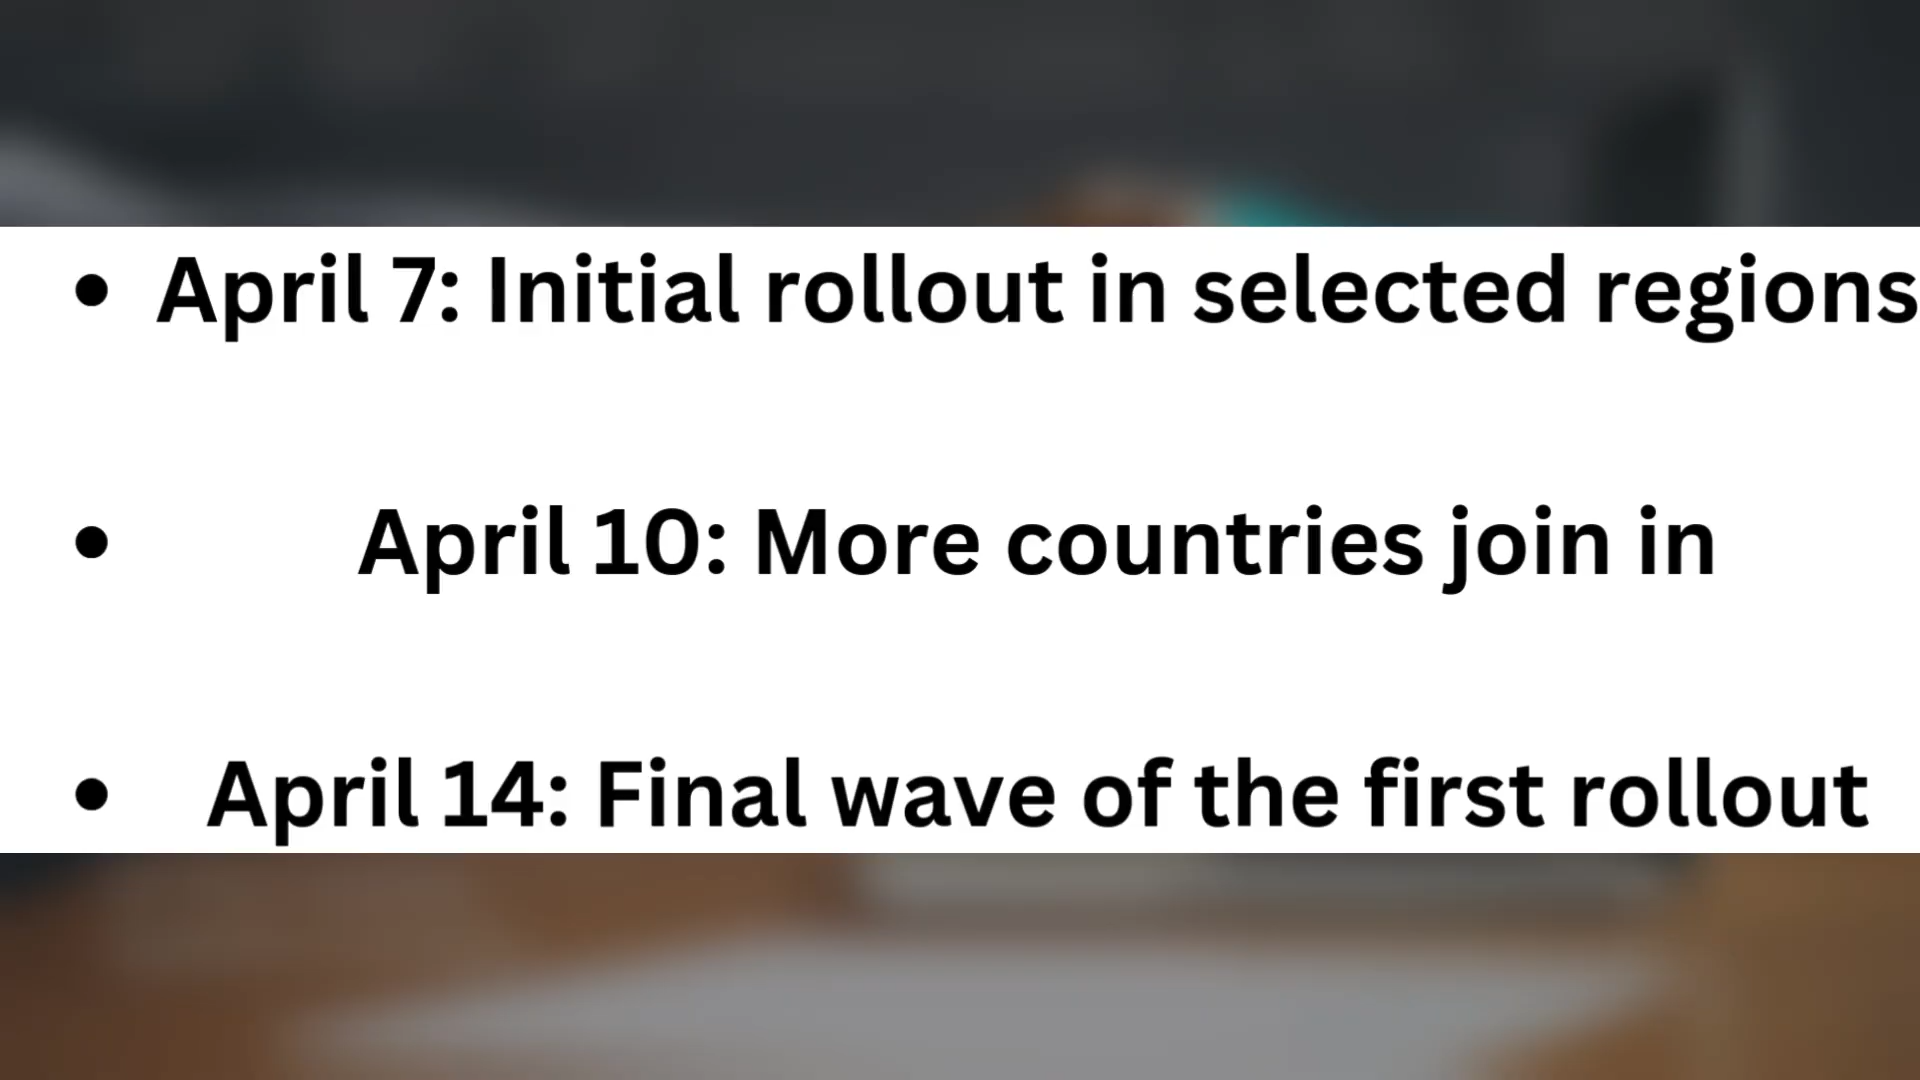 • April 7: Initial rollout in selected regions
• April 10: More countries join in
• April 14: Final wave of the first rollout